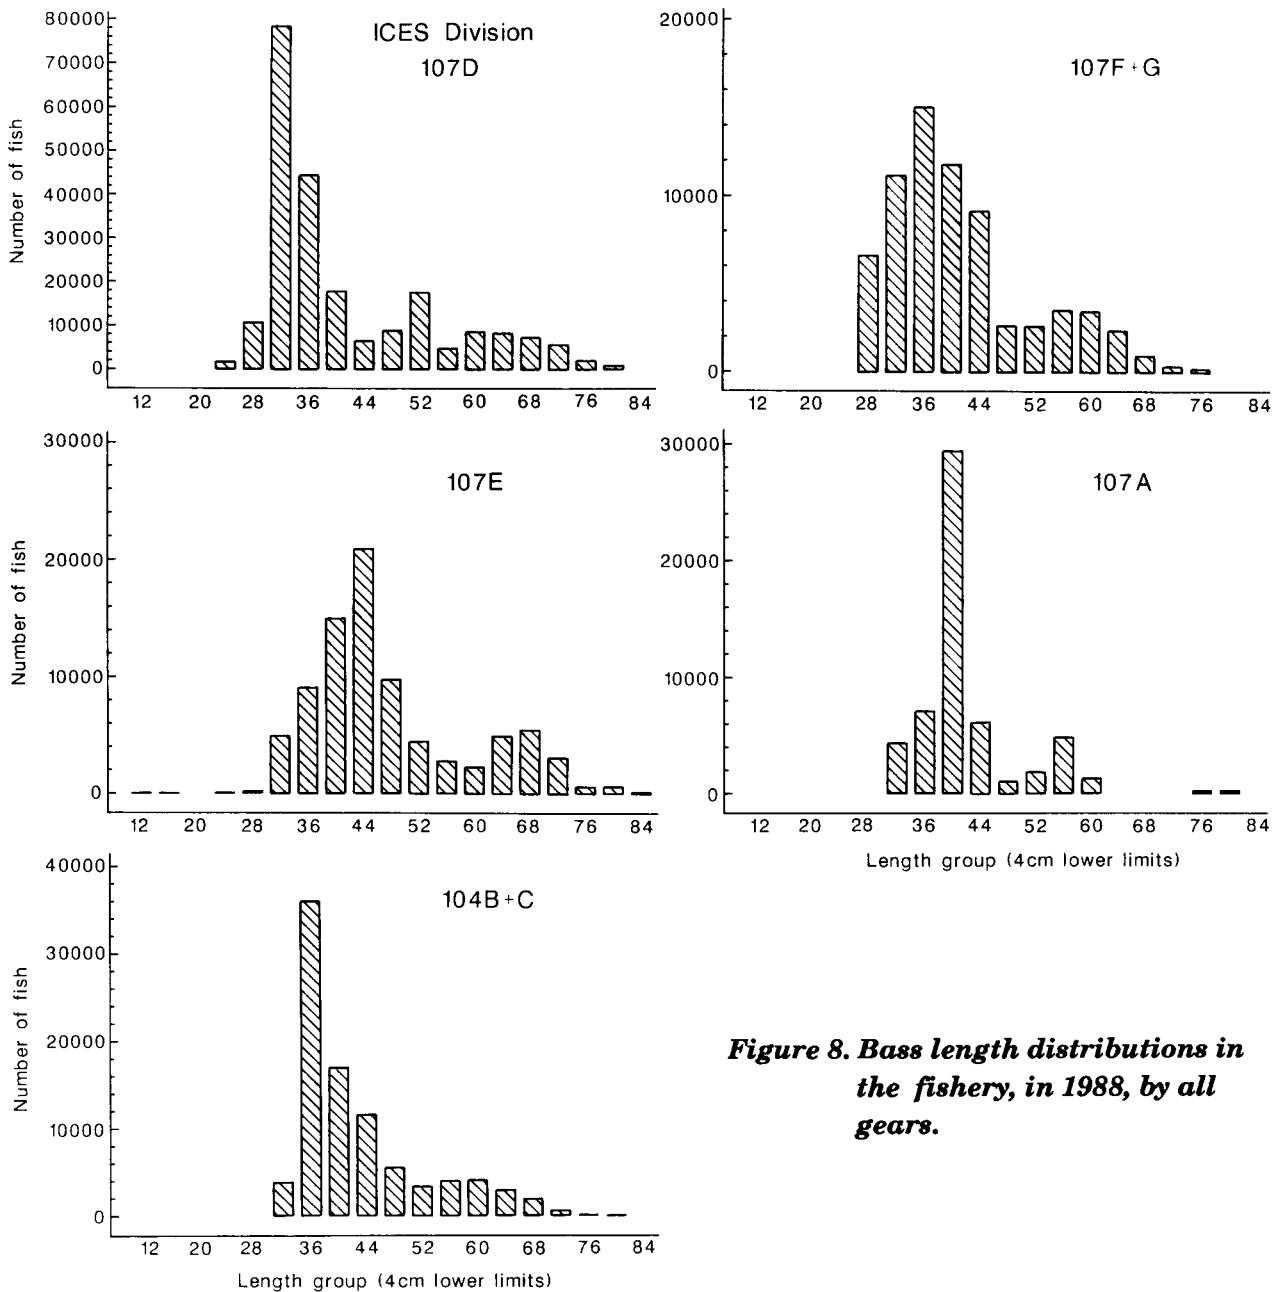 ICES Division
107D
Number of fish
80000
70000
60000
50000
40000
30000
20000
10000
0
12 20 28 36 44 52 60 68 76 84
107F+G
20000
10000
0
12 20 28 36 44 52 60 68 76 84
107E
Number of fish
30000
20000
10000
0
12 20 28 36 44 52 60 68 76 84
107A
30000
20000
10000
0
12 20 28 36 44 52 60 68 76 84
Length group (4cm lower limits)
104B+C
Number of fish
40000
30000
20000
10000
0
12 20 28 36 44 52 60 68 76 84
Length group (4cm lower limits)
Figure 8. Bass length distributions in
the fishery, in 1988, by all
gears.